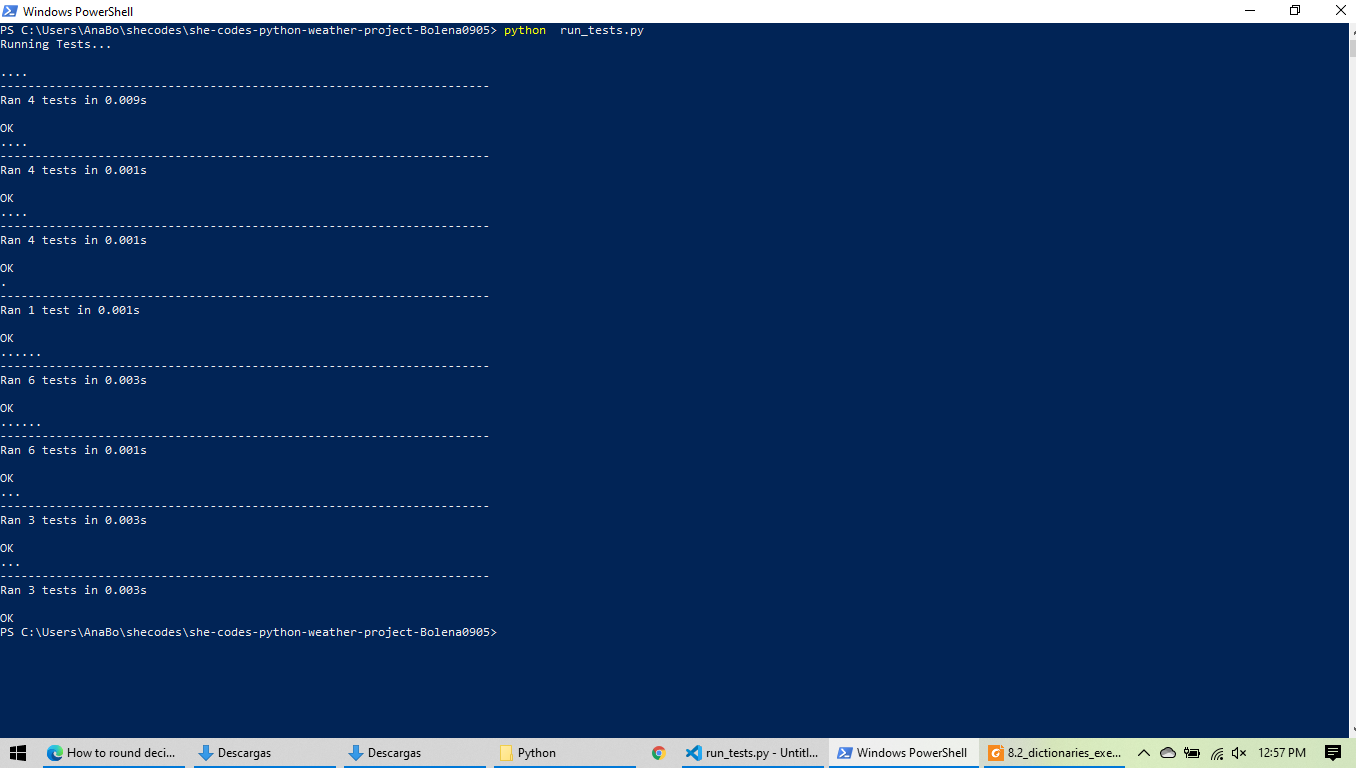 Windows PowerShell
PS C:\Users\AnaBo\shecodes\she-codes-python-weather-project-Bolena0905> python  run_tests.py
Running Tests...
....
----------------------------------------------------------------------
Ran 4 tests in 0.009s
OK
....
----------------------------------------------------------------------
Ran 4 tests in 0.001s
OK
....
----------------------------------------------------------------------
Ran 4 tests in 0.001s
OK
.
----------------------------------------------------------------------
Ran 1 test in 0.001s
OK
......
----------------------------------------------------------------------
Ran 6 tests in 0.003s
OK
......
----------------------------------------------------------------------
Ran 6 tests in 0.001s
OK
...
----------------------------------------------------------------------
Ran 3 tests in 0.003s
OK
...
----------------------------------------------------------------------
Ran 3 tests in 0.003s
OK
PS C:\Users\AnaBo\shecodes\she-codes-python-weather-project-Bolena0905>
How to round deci... Descargas Descargas Python run_tests.py - Untitl... Windows PowerShell 8.2_dictionaries_exe... 12:57 PM